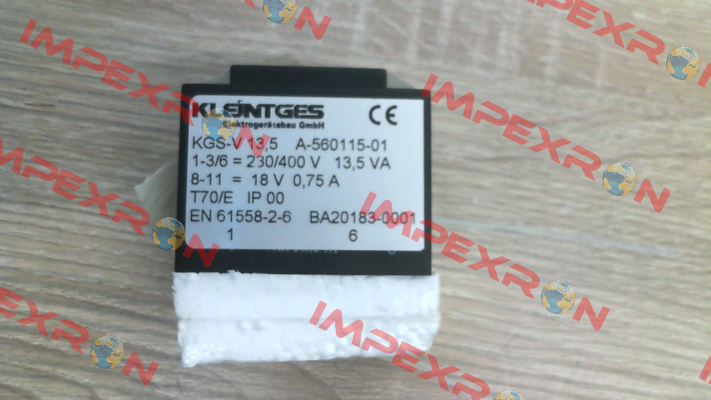 KLEINTGES
Elektrogerätebau GmbH
CE
KGS-V 13,5 A-560115-01
1-3/6 = 230/400 V 13,5 VA
8-11 = 18 V 0,75 A
T70/E IP 00
EN 61558-2-6 BA20183-0001
1 6
IMPEXRON
IMPEXRON
IMPEXRON
IMPEXRON
IMPEXRON
IMPEXRON
IMPEXRON